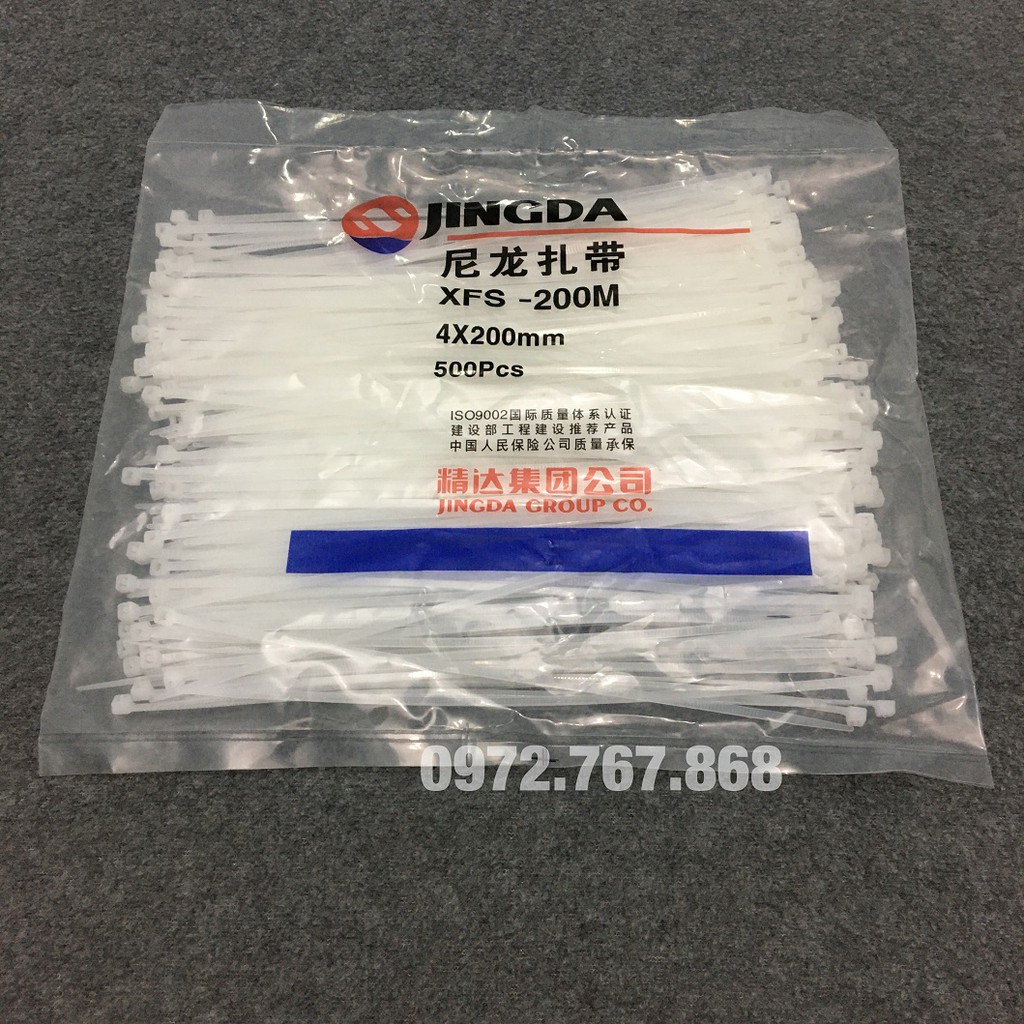 JINGDA
尼龙扎带
XFS -200M
4X200mm
500Pcs
ISO9002国际质量体系认证
建设部工程建设推荐产品
中国人民保险公司质量承保
精达集团公司
JINGDA GROUP CO.
0972.767.868